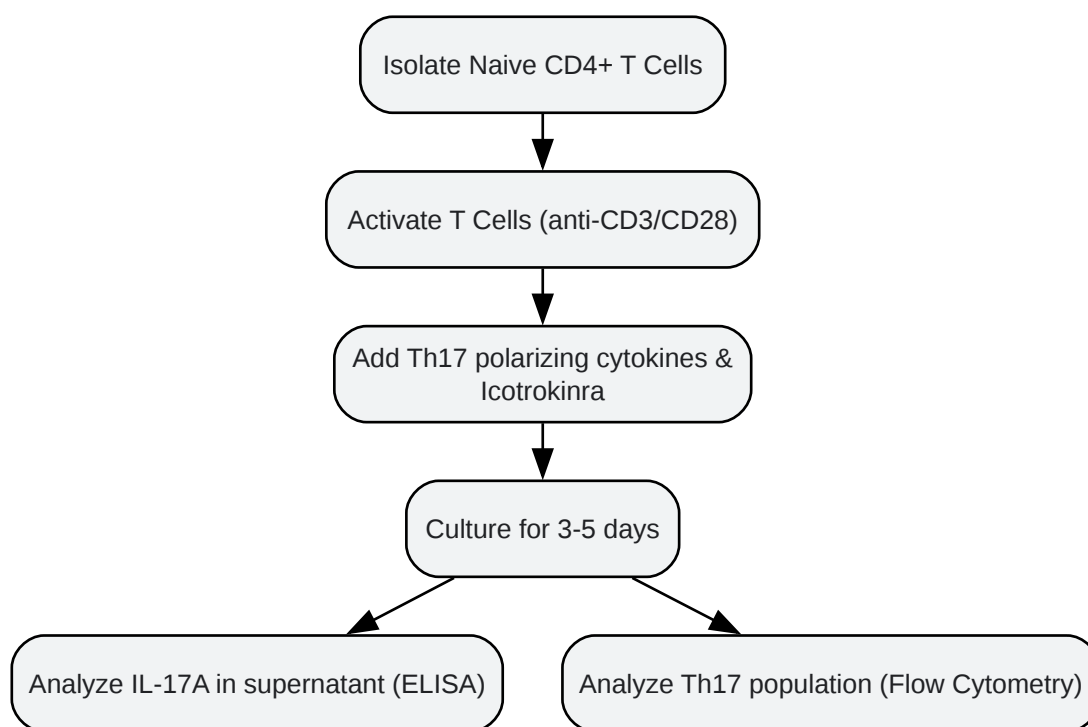 Isolate Naive CD4+ T Cells
Activate T Cells (anti-CD3/CD28)
Add Th17 polarizing cytokines &
Icotrokinra
Culture for 3-5 days
Analyze IL-17A in supernatant (ELISA)
Analyze Th17 population (Flow Cytometry)